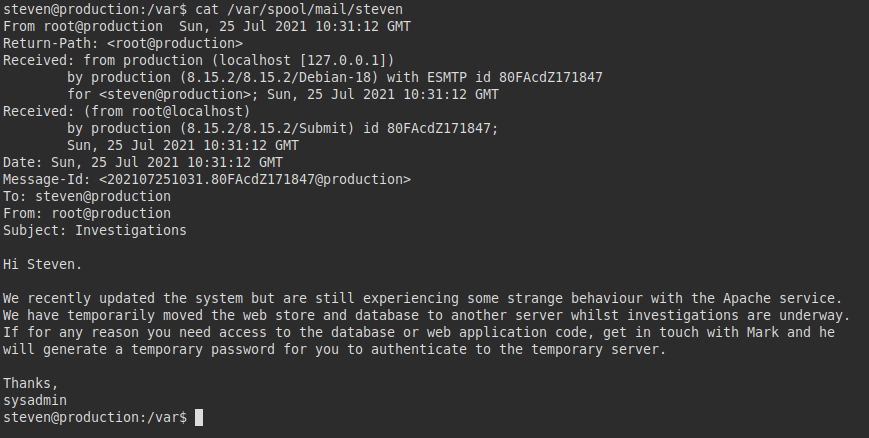 steven@production:/var$ cat /var/spool/mail/steven
From root@production  Sun, 25 Jul 2021 10:31:12 GMT
Return-Path: <root@production>
Received: from production (localhost [127.0.0.1])
        by production (8.15.2/8.15.2/Debian-18) with ESMTP id 80FAcdZ171847
        for <steven@production>; Sun, 25 Jul 2021 10:31:12 GMT
Received: (from root@localhost)
        by production (8.15.2/8.15.2/Submit) id 80FAcdZ171847;
        Sun, 25 Jul 2021 10:31:12 GMT
Date: Sun, 25 Jul 2021 10:31:12 GMT
Message-Id: <202107251031.80FAcdZ171847@production>
To: steven@production
From: root@production
Subject: Investigations

Hi Steven.

We recently updated the system but are still experiencing some strange behaviour with the Apache service.
We have temporarily moved the web store and database to another server whilst investigations are underway.
If for any reason you need access to the database or web application code, get in touch with Mark and he
will generate a temporary password for you to authenticate to the temporary server.

Thanks,
sysadmin
steven@production:/var$